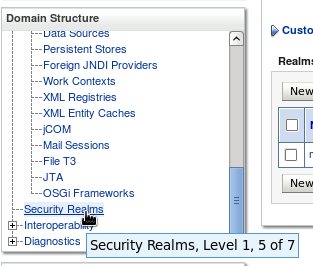 Domain Structure
Data Sources
Persistent Stores
Foreign JNDI Providers
Work Contexts
XML Registries
XML Entity Caches
jCOM
Mail Sessions
File T3
JTA
OSGi Frameworks
Security Realms
Interoperability
Diagnostics
Security Realms, Level 1, 5 of 7
Custo
Realms
New
New